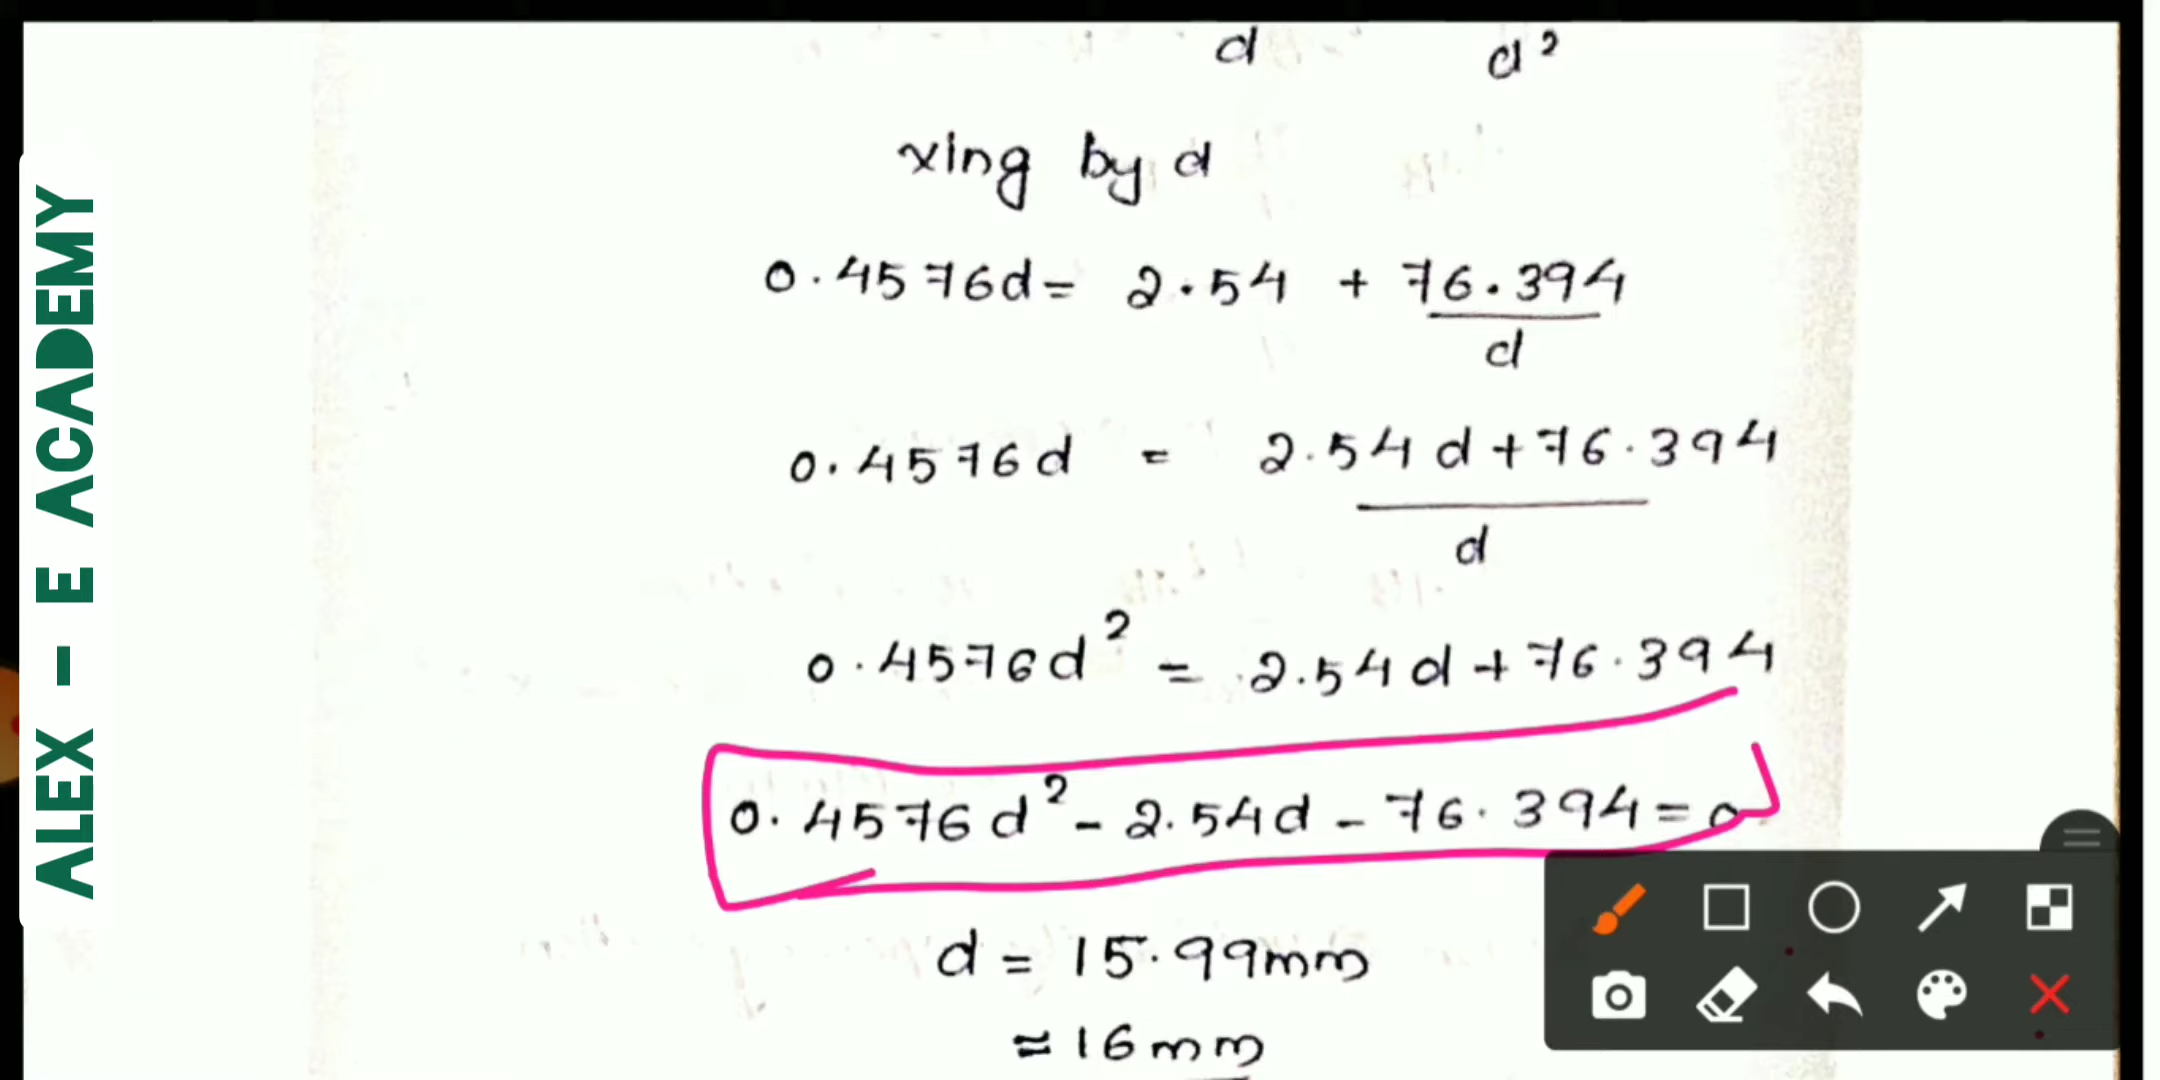 d d²
xing by d
0.4576d = 2.54 + 76.394
d
0.4576d = 2.54d + 76.394
d
0.4576d² = 2.54d + 76.394
0.4576d² - 2.54d - 76.394 = 0
d = 15.99mm
≈ 16mm
ALEX - E ACADEMY